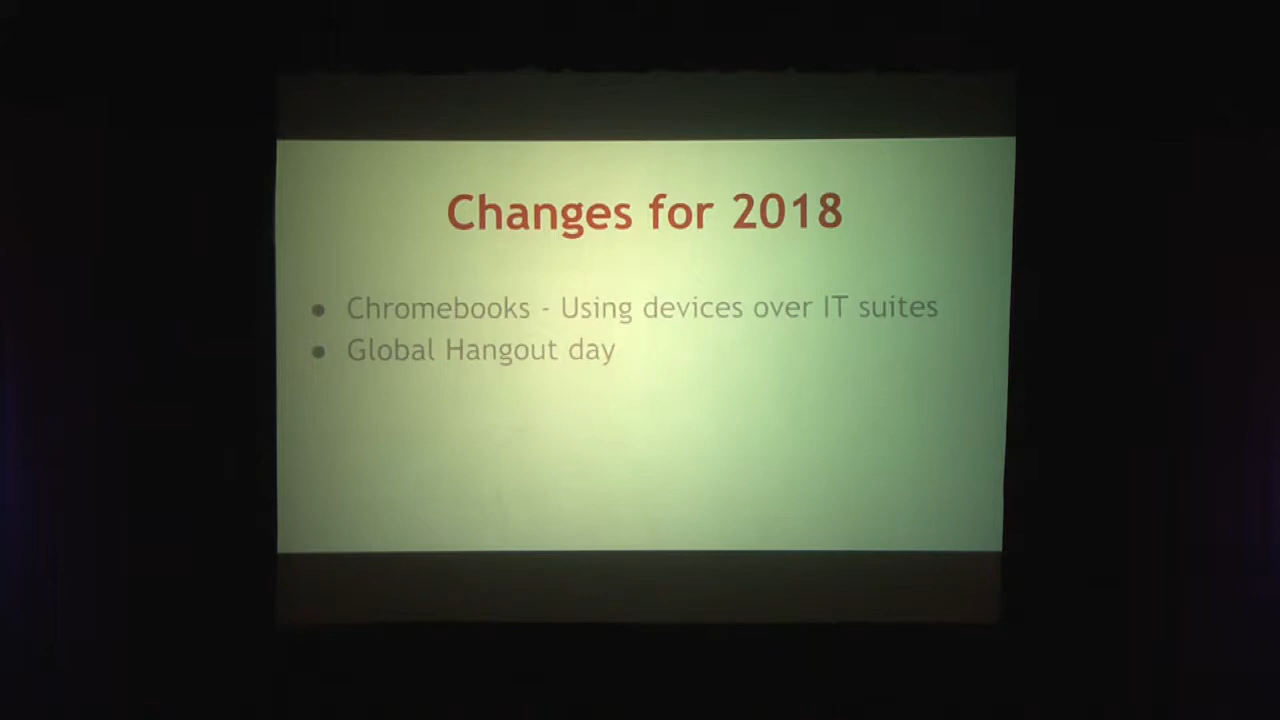 Changes for 2018
● Chromebooks - Using devices over IT suites
● Global Hangout day